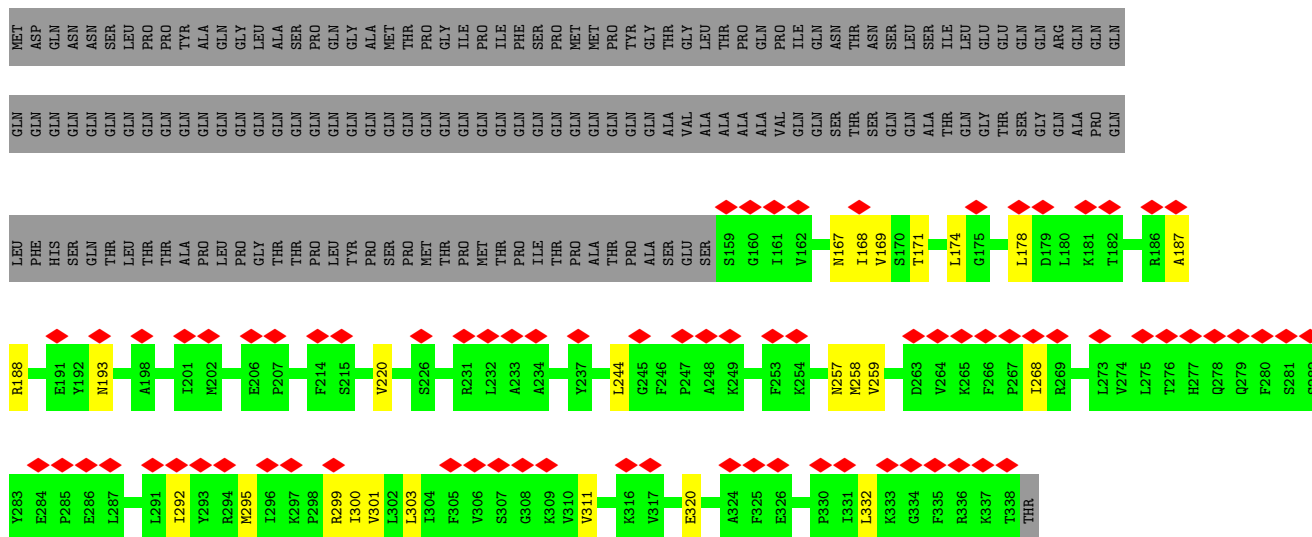 MET ASP GLN ASN ASN SER LEU PRO PRO TYR ALA GLN GLY LEU ALA SER PRO GLN GLY ALA MET THR PRO GLY ILE PRO ILE PHE SER PRO MET MET PRO TYR GLY THR GLY LEU THR PRO GLN PRO ILE GLN ASN THR ASN SER LEU SER ILE LEU GLU GLU GLN GLN ARG GLN GLN GLN
GLN GLN GLN GLN GLN GLN GLN GLN GLN GLN GLN GLN GLN GLN GLN GLN GLN GLN GLN GLN GLN GLN GLN GLN GLN GLN GLN GLN GLN GLN GLN GLN GLN GLN GLN ALA VAL ALA ALA ALA ALA VAL GLN GLN SER THR SER GLN GLN ALA THR GLN GLY THR SER GLY GLN ALA PRO GLN
LEU PHE HIS SER GLN THR LEU THR THR ALA PRO LEU PRO GLY THR THR PRO LEU TYR PRO SER PRO MET THR PRO MET THR PRO ILE THR PRO ALA THR PRO ALA SER GLU SER S159 G160 I161 V162 N167 I168 V169 S170 T171 L174 G175 L178 D179 L180 K181 T182 R186 A187
R188 E191 Y192 N193 A198 I201 M202 E206 P207 F214 S215 V220 S226 R231 L232 A233 A234 Y237 L244 G245 F246 P247 A248 K249 F253 K254 N257 M258 V259 D263 V264 K265 F266 P267 I268 R269 L273 V274 L275 T276 H277 Q278 Q279 F280 S281
Y283 E284 P285 E286 L287 L291 I292 Y293 R294 M295 I296 K297 P298 R299 I300 V301 L302 L303 I304 F305 V306 S307 G308 K309 V310 V311 K316 V317 E320 A324 F325 E326 P330 I331 L332 K333 G334 F335 R336 K337 T338 THR